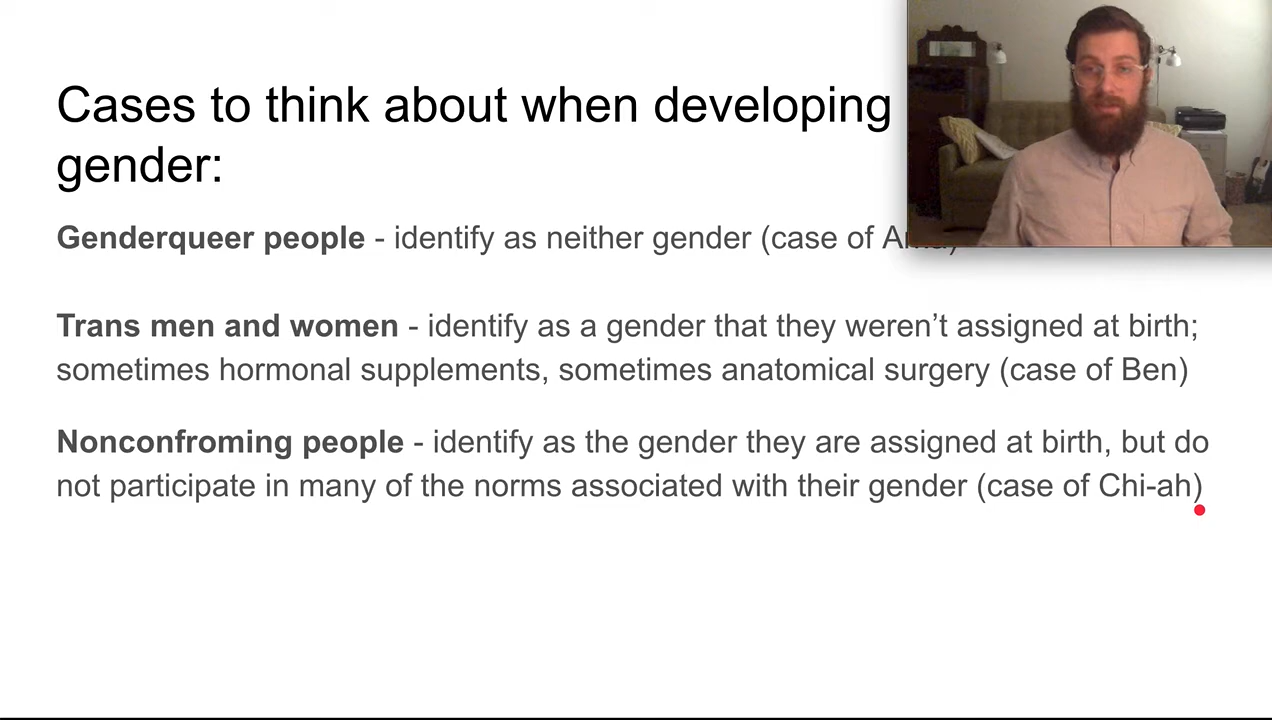 Cases to think about when developing
gender:
Genderqueer people - identify as neither gender (case of
Trans men and women - identify as a gender that they weren’t assigned at birth;
sometimes hormonal supplements, sometimes anatomical surgery (case of Ben)
Nonconfroming people - identify as the gender they are assigned at birth, but do
not participate in many of the norms associated with their gender (case of Chi-ah)